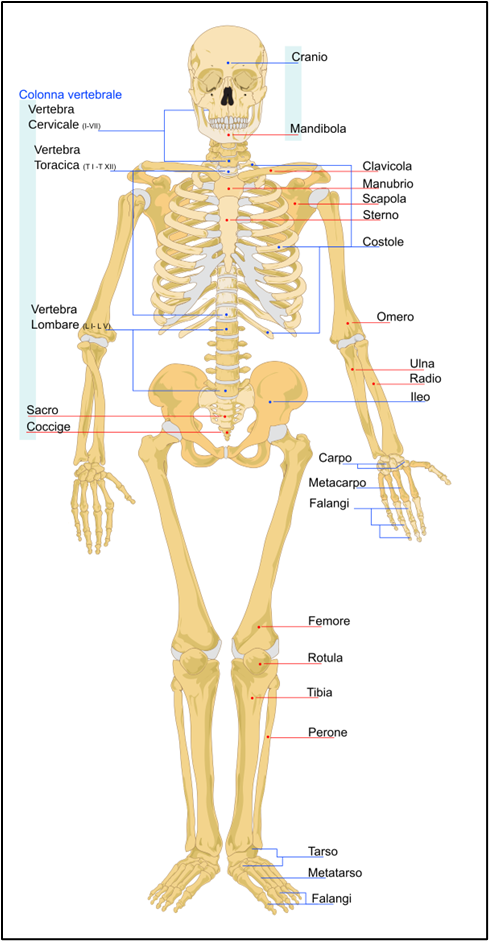 Cranio
Colonna vertebrale
Vertebra
Cervicale (I-VII)
Mandibola
Vertebra
Toracica (T I -T XII)
Clavicola
Manubrio
Scapola
Sterno
Costole
Vertebra
Lombare (L I- L V)
Omero
Ulna
Radio
Ileo
Sacro
Coccige
Carpo
Metacarpo
Falangi
Femore
Rotula
Tibia
Perone
Tarso
Metatarso
Falangi